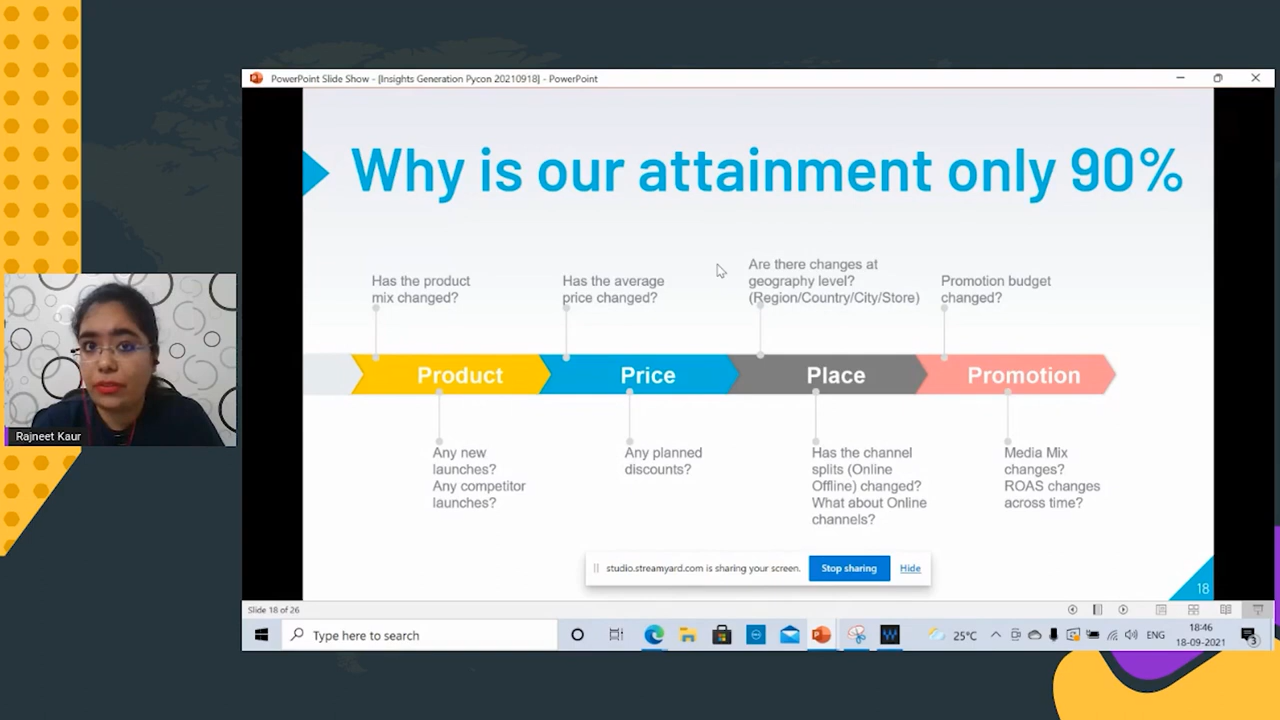 PowerPoint Slide Show - [Insights Generation Pycon 20210918] - PowerPoint
Why is our attainment only 90%
Has the product
mix changed?
Has the average
price changed?
Are there changes at
geography level?
(Region/Country/City/Store)
Promotion budget
changed?
Product
Price
Place
Promotion
Any new
launches?
Any competitor
launches?
Any planned
discounts?
Has the channel
splits (Online
Offline) changed?
What about Online
channels?
Media Mix
changes?
ROAS changes
across time?
Rajneet Kaur
studio.streamyard.com is sharing your screen.
Stop sharing
Hide
18
Slide 18 of 26
Type here to search
25°C
ENG
18:46
18-09-2021
3